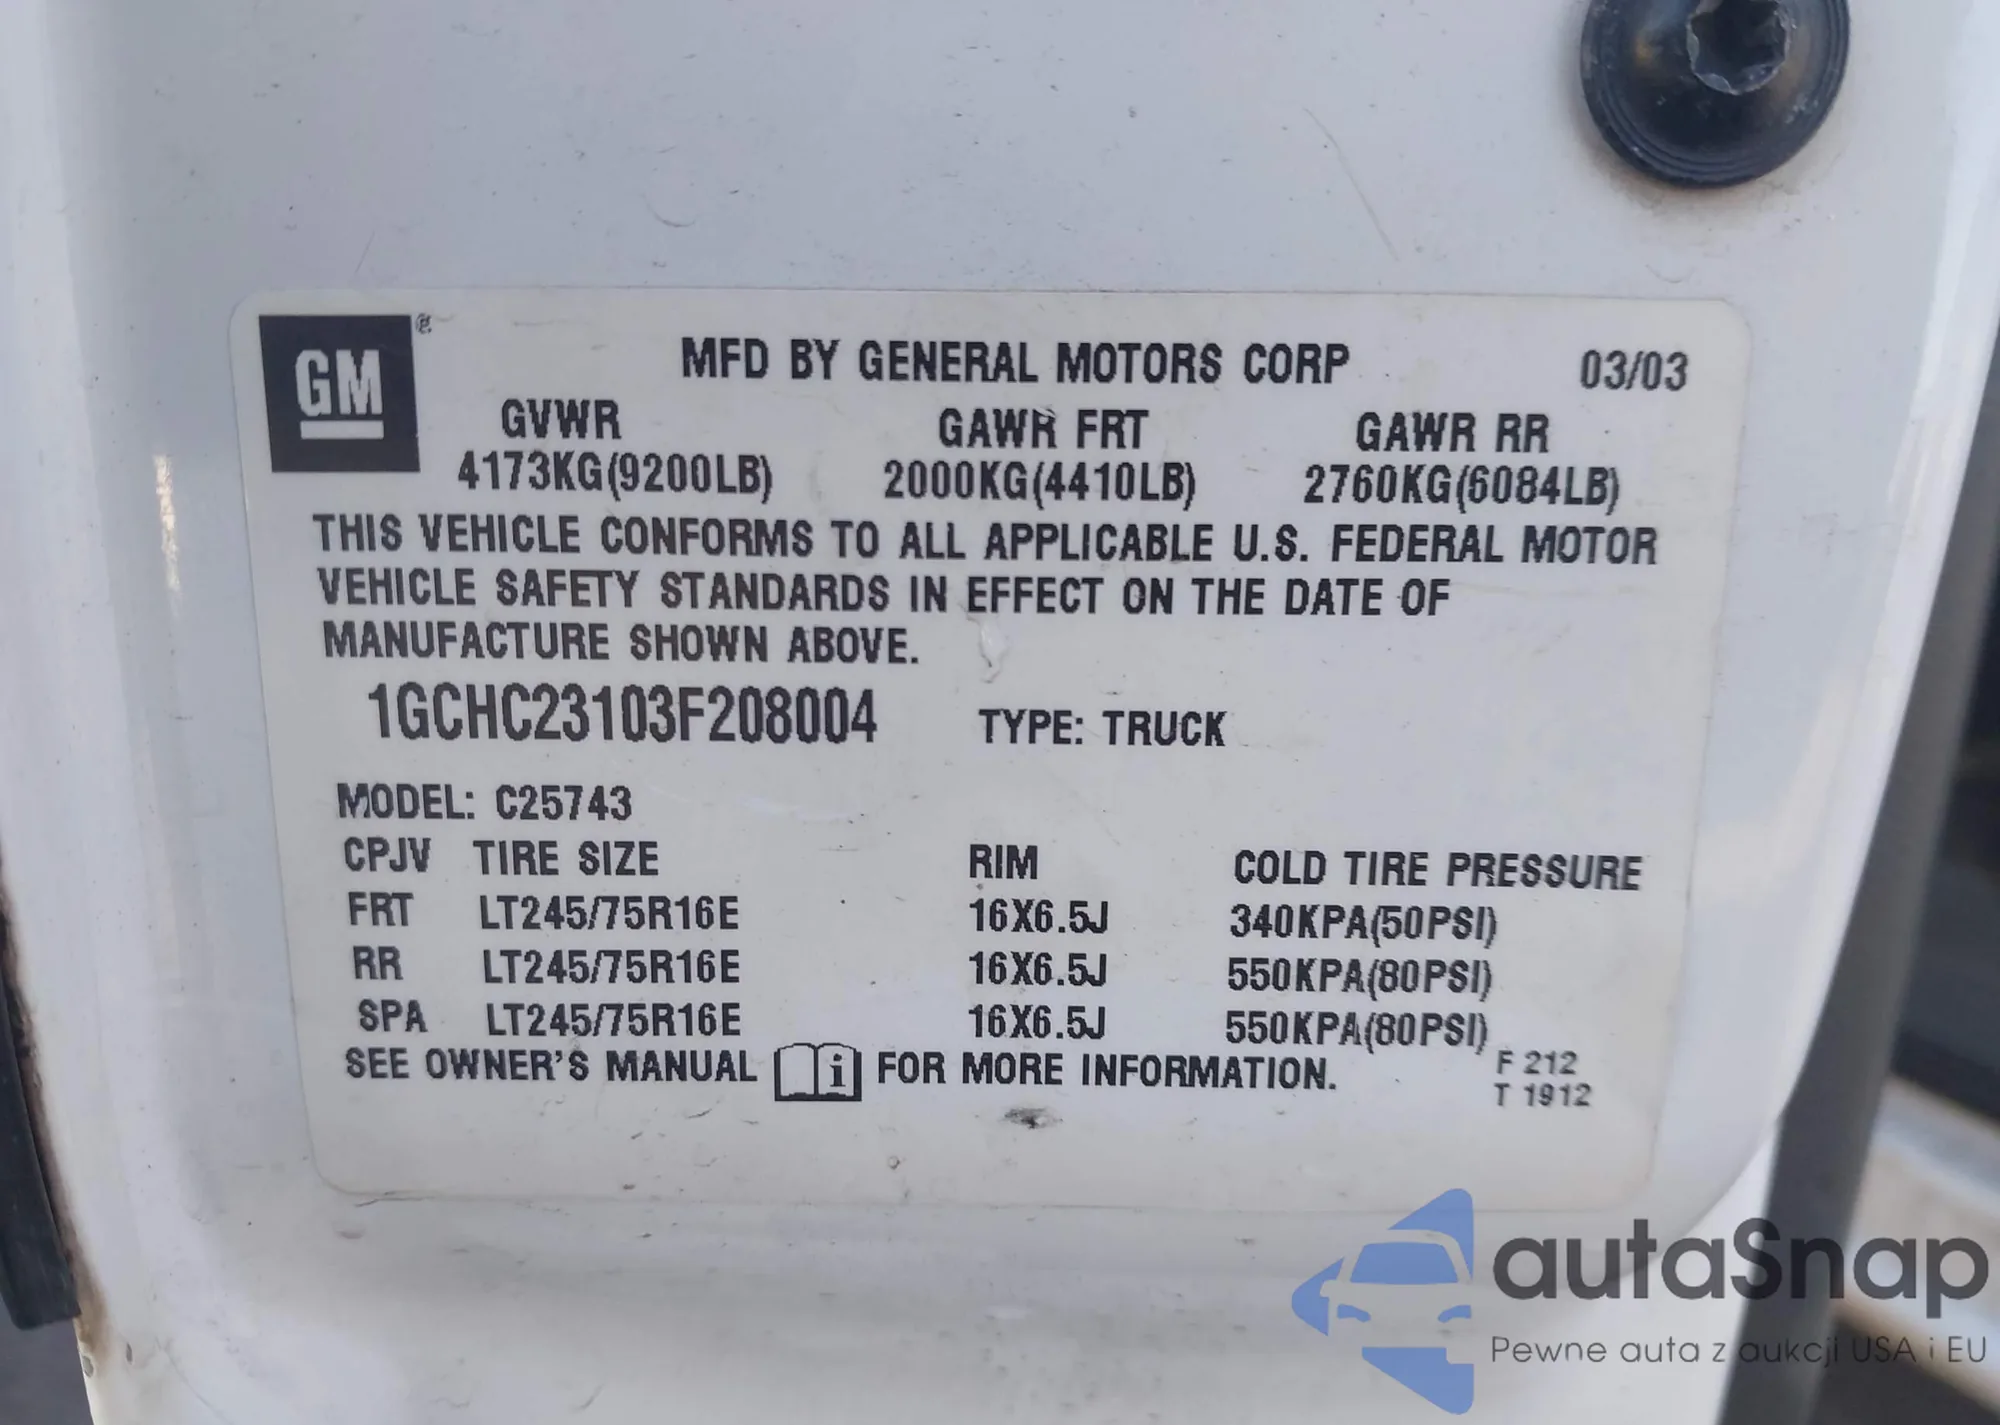 GM ®
MFD BY GENERAL MOTORS CORP 03/03
GVWR GAWR FRT GAWR RR
4173KG(9200LB) 2000KG(4410LB) 2760KG(6084LB)
THIS VEHICLE CONFORMS TO ALL APPLICABLE U.S. FEDERAL MOTOR
VEHICLE SAFETY STANDARDS IN EFFECT ON THE DATE OF
MANUFACTURE SHOWN ABOVE.
1GCHC23103F208004 TYPE: TRUCK
MODEL: C25743
CPJV TIRE SIZE RIM COLD TIRE PRESSURE
FRT LT245/75R16E 16X6.5J 340KPA(50PSI)
RR LT245/75R16E 16X6.5J 550KPA(80PSI)
SPA LT245/75R16E 16X6.5J 550KPA(80PSI)
SEE OWNER'S MANUAL i FOR MORE INFORMATION.
F 212
T 1912
autaSnap
Pewne auta z aukcji USA i EU